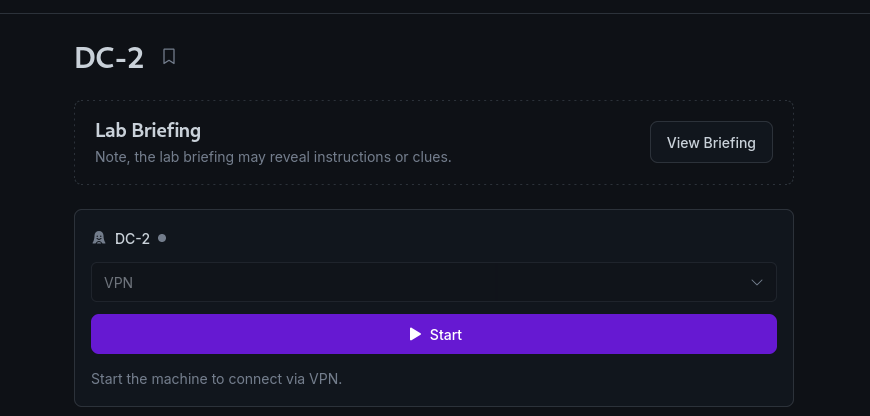 DC-2
Lab Briefing
Note, the lab briefing may reveal instructions or clues.
View Briefing
DC-2
VPN
Start
Start the machine to connect via VPN.